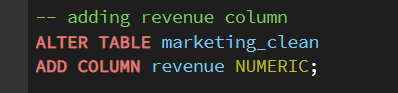 -- adding revenue column
ALTER TABLE marketing_clean
ADD COLUMN revenue NUMERIC;